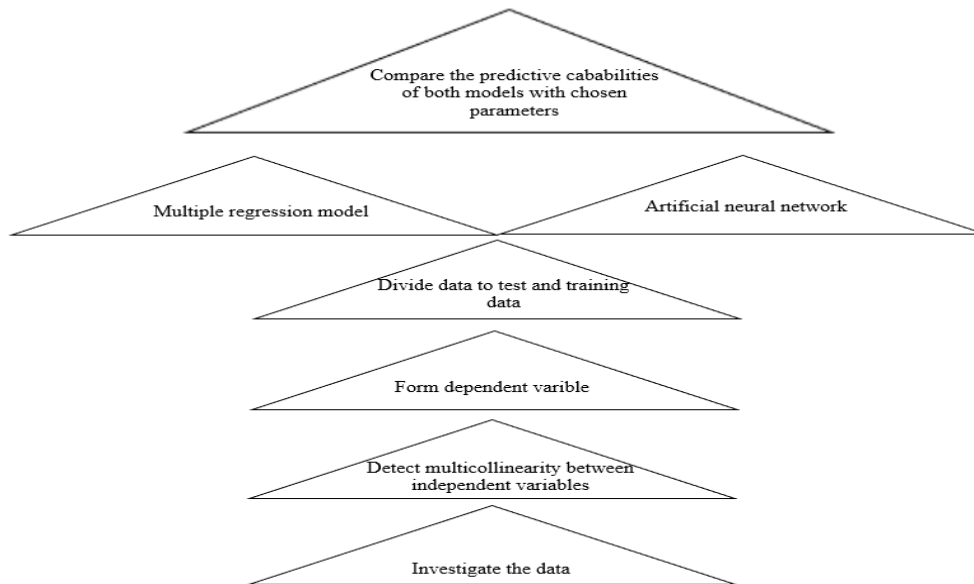 Compare the predictive cababilities
of both models with chosen
parameters
Multiple regression model
Artificial neural network
Divide data to test and training
data
Form dependent varible
Detect multicollinearity between
independent variables
Investigate the data